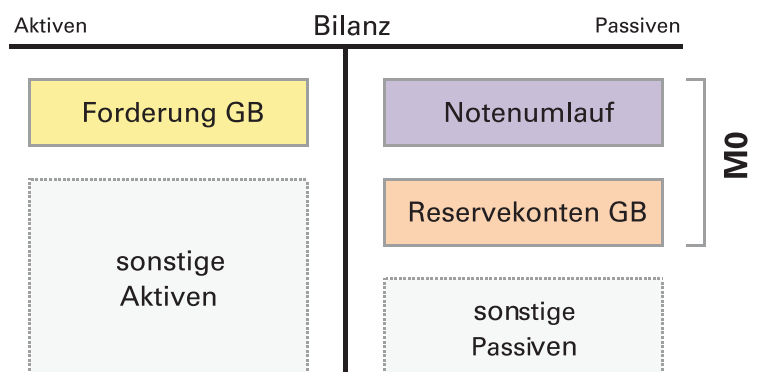 Aktiven Bilanz Passiven
Forderung GB
Notenumlauf
Reservekonten GB
M0
sonstige
Aktiven
sonstige
Passiven